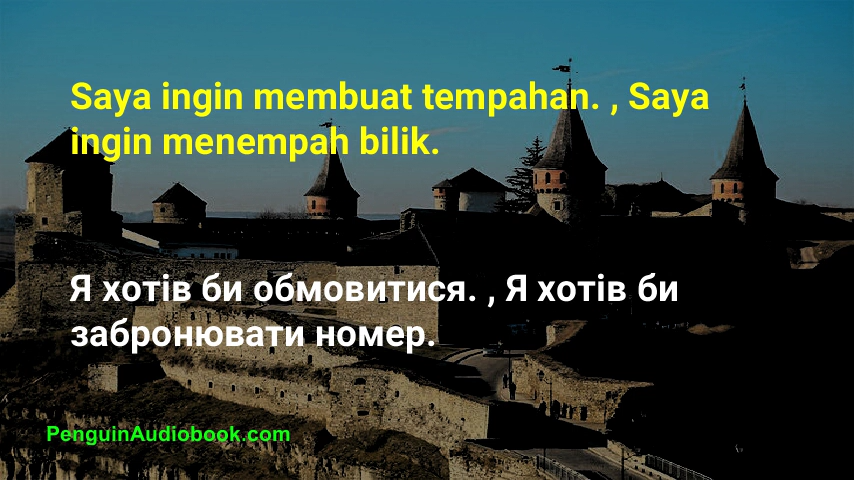 Saya ingin membuat tempahan. , Saya
ingin menempah bilik.
Я хотів би обмовитися. , Я хотів би
забронювати номер.
PenguinAudiobook.com